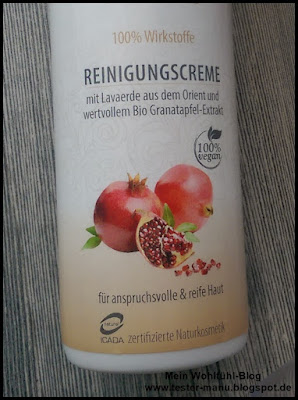 100% Wirkstoffe
REINIGUNGSCREME
mit Lavaerde aus dem Orient und
wertvollem Bio Granatapfel-Extrakt
100%
vegan
für anspruchsvolle & reife Haut
ICADA
zertifizierte Naturkosmetik
Mein Wohlfühl-Blog
www.tester-manu.blogspot.de